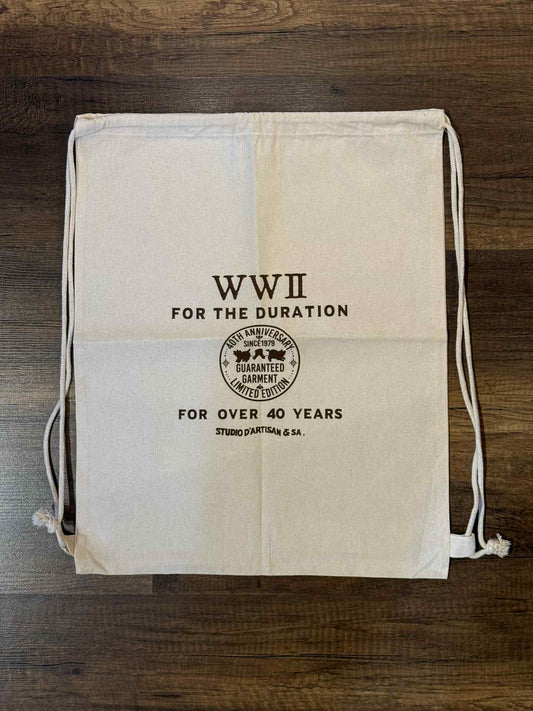 WWII
FOR THE DURATION
40TH ANNIVERSARY
SINCE1979
GUARANTEED
GARMENT
LIMITED EDITION
FOR OVER 40 YEARS
STUDIO D'ARTISAN & SA.